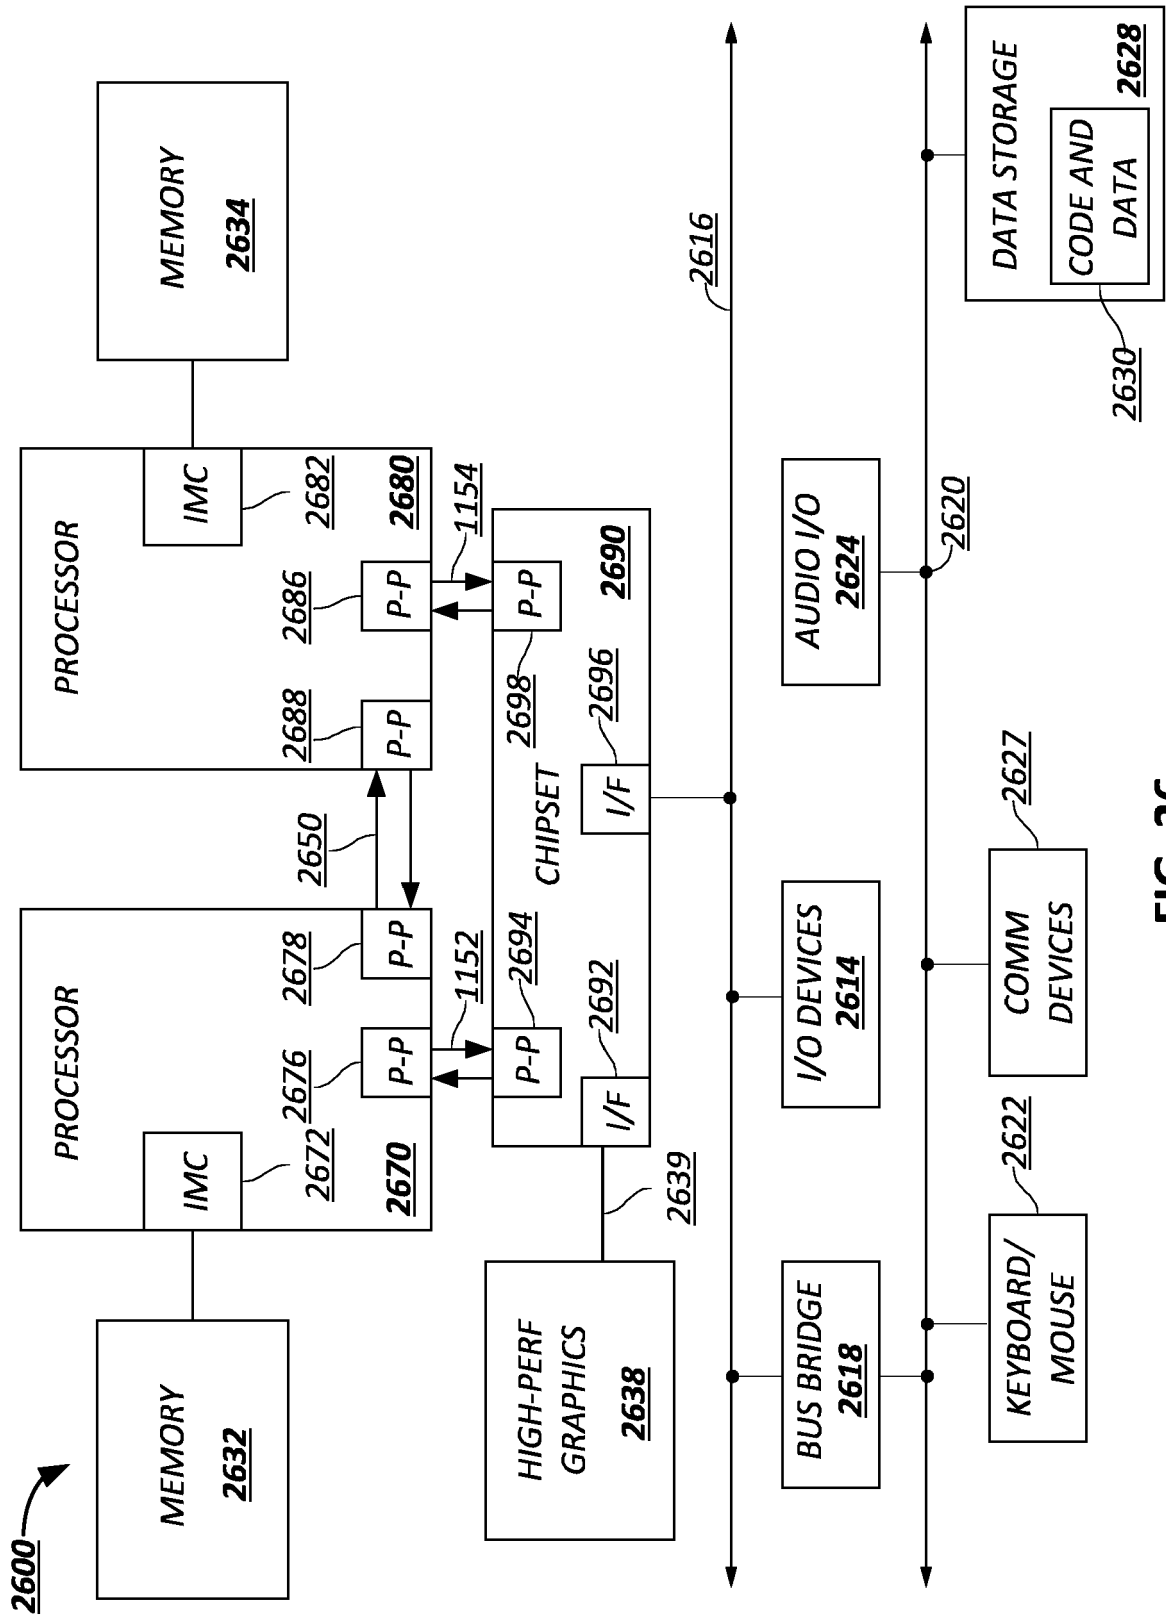 2600
MEMORY
2632
PROCESSOR
IMC
2672
2670
2676
P-P
2678
P-P
2650
PROCESSOR
2688
P-P
2686
P-P
IMC
2682
2680
MEMORY
2634
1152
1154
HIGH-PERF
GRAPHICS
2638
2639
P-P
2694
I/F
2692
CHIPSET
2690
P-P
2698
I/F
2696
2616
BUS BRIDGE
2618
I/O DEVICES
2614
AUDIO I/O
2624
2620
KEYBOARD/
MOUSE
2622
COMM
DEVICES
2627
DATA STORAGE
2628
CODE AND
DATA
2630